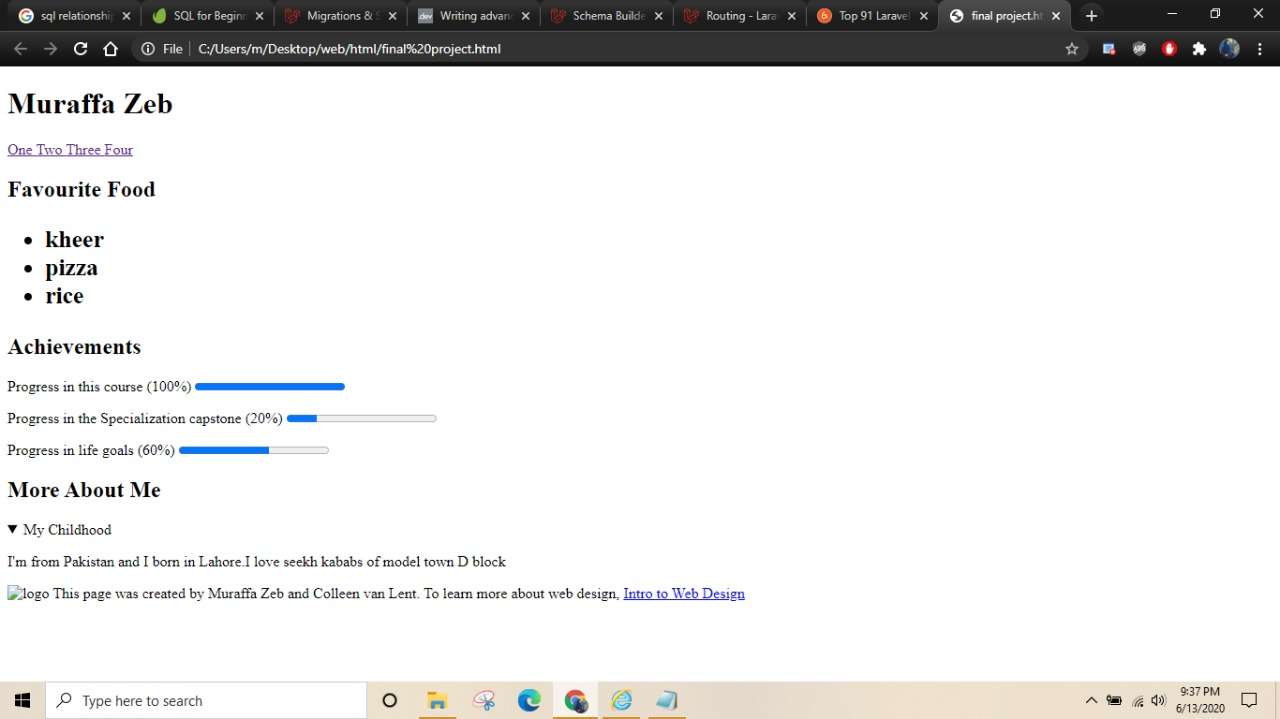 sql relationship
SQL for Beginn
Migrations & S
.dev
Writing advanc
Schema Builde
Routing - Lara
6
Top 91 Laravel
final project.ht
File
C:/Users/m/Desktop/web/html/final%20project.html
Muraffa Zeb
One Two Three Four
Favourite Food
kheer
pizza
rice
Achievements
Progress in this course (100%)
Progress in the Specialization capstone (20%)
Progress in life goals (60%)
More About Me
My Childhood
I'm from Pakistan and I born in Lahore.I love seekh kababs of model town D block
logo This page was created by Muraffa Zeb and Colleen van Lent. To learn more about web design, Intro to Web Design
Type here to search
9:37 PM
6/13/2020